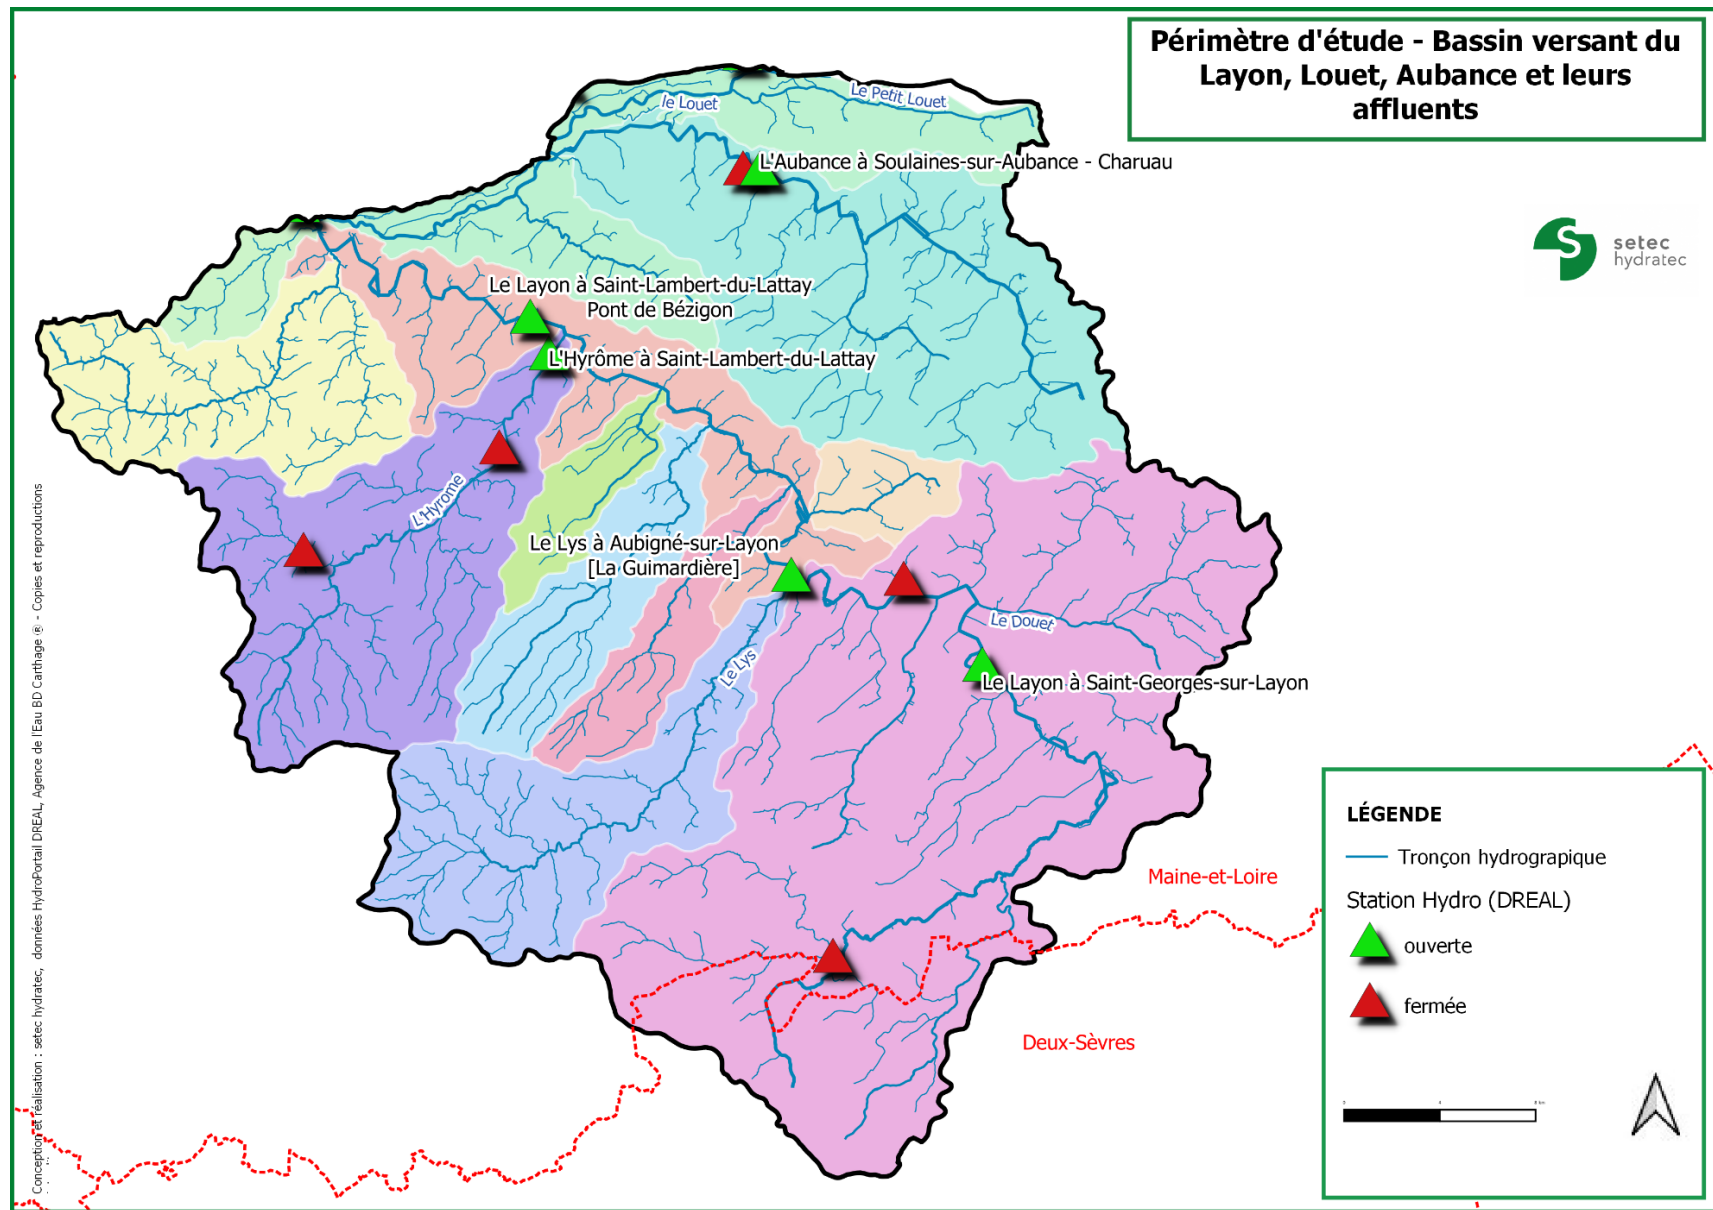 Périmètre d'étude - Bassin versant du
Layon, Louet, Aubance et leurs
affluents
le Louet
Le Petit Louet
L'Aubance à Soulaines-sur-Aubance - Charuau
setec
hydratec
Le Layon à Saint-Lambert-du-Lattay
Pont de Bézigon
L'Hyrôme à Saint-Lambert-du-Lattay
L'Hyrome
Le Lys à Aubigné-sur-Layon
[La Guimardière]
Le Douet
Le Lys
Le Layon à Saint-Georges-sur-Layon
Maine-et-Loire
Deux-Sèvres
LÉGENDE
Tronçon hydrograpique
Station Hydro (DREAL)
ouverte
fermée
Conception et réalisation : setec hydratec, données HydroPortail DREAL, Agence de l'Eau BD Carthage ® - Copies et reproductions